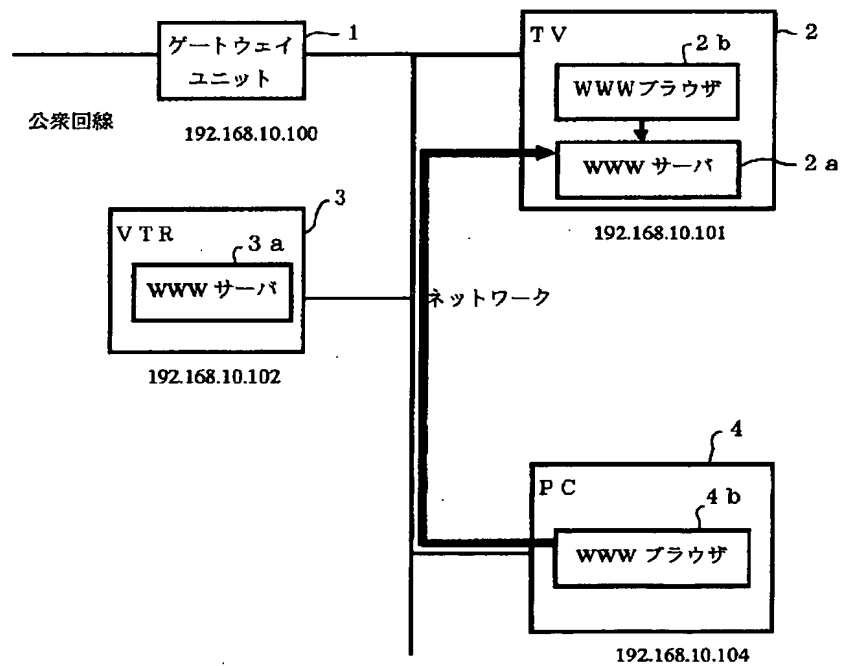 ゲートウェイ
ユニット
1
公衆回線
192.168.10.100
TV
2
2b
WWWブラウザ
WWW サーバ
2a
192.168.10.101
3
VTR
3a
WWW サーバ
192.168.10.102
ネットワーク
4
PC
4b
WWW ブラウザ
192.168.10.104